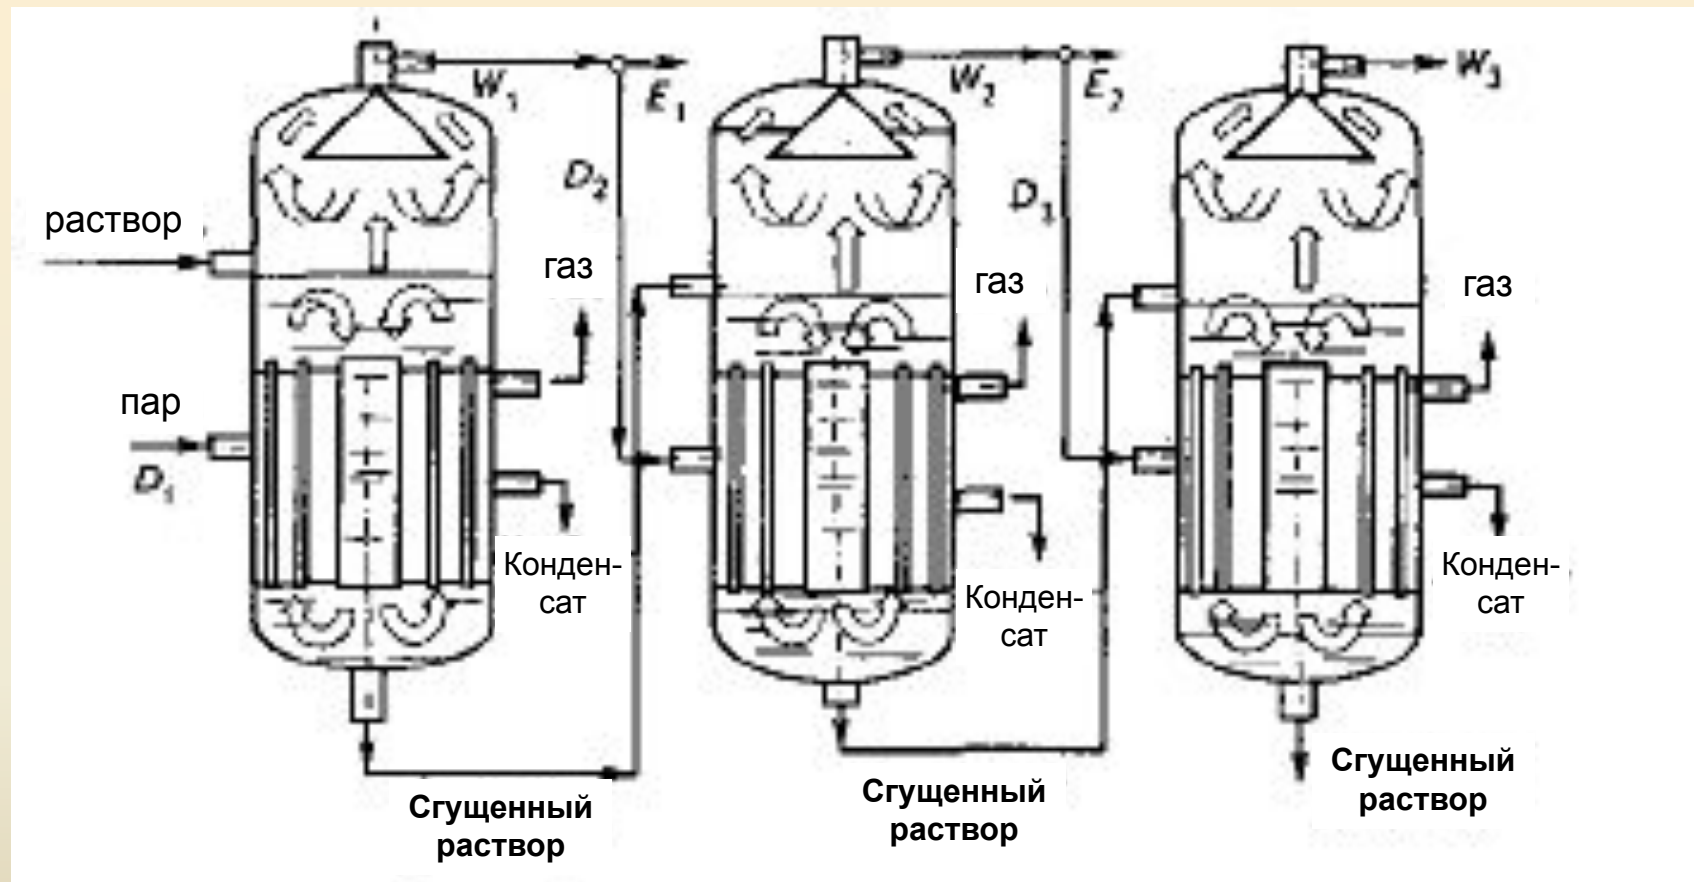 W₁
E₁
W₂
E₂
W₃
D₂
D₃
раствор
газ
газ
газ
пар
D₁
Конден-
сат
Конден-
сат
Конден-
сат
Сгущенный
раствор
Сгущенный
раствор
Сгущенный
раствор